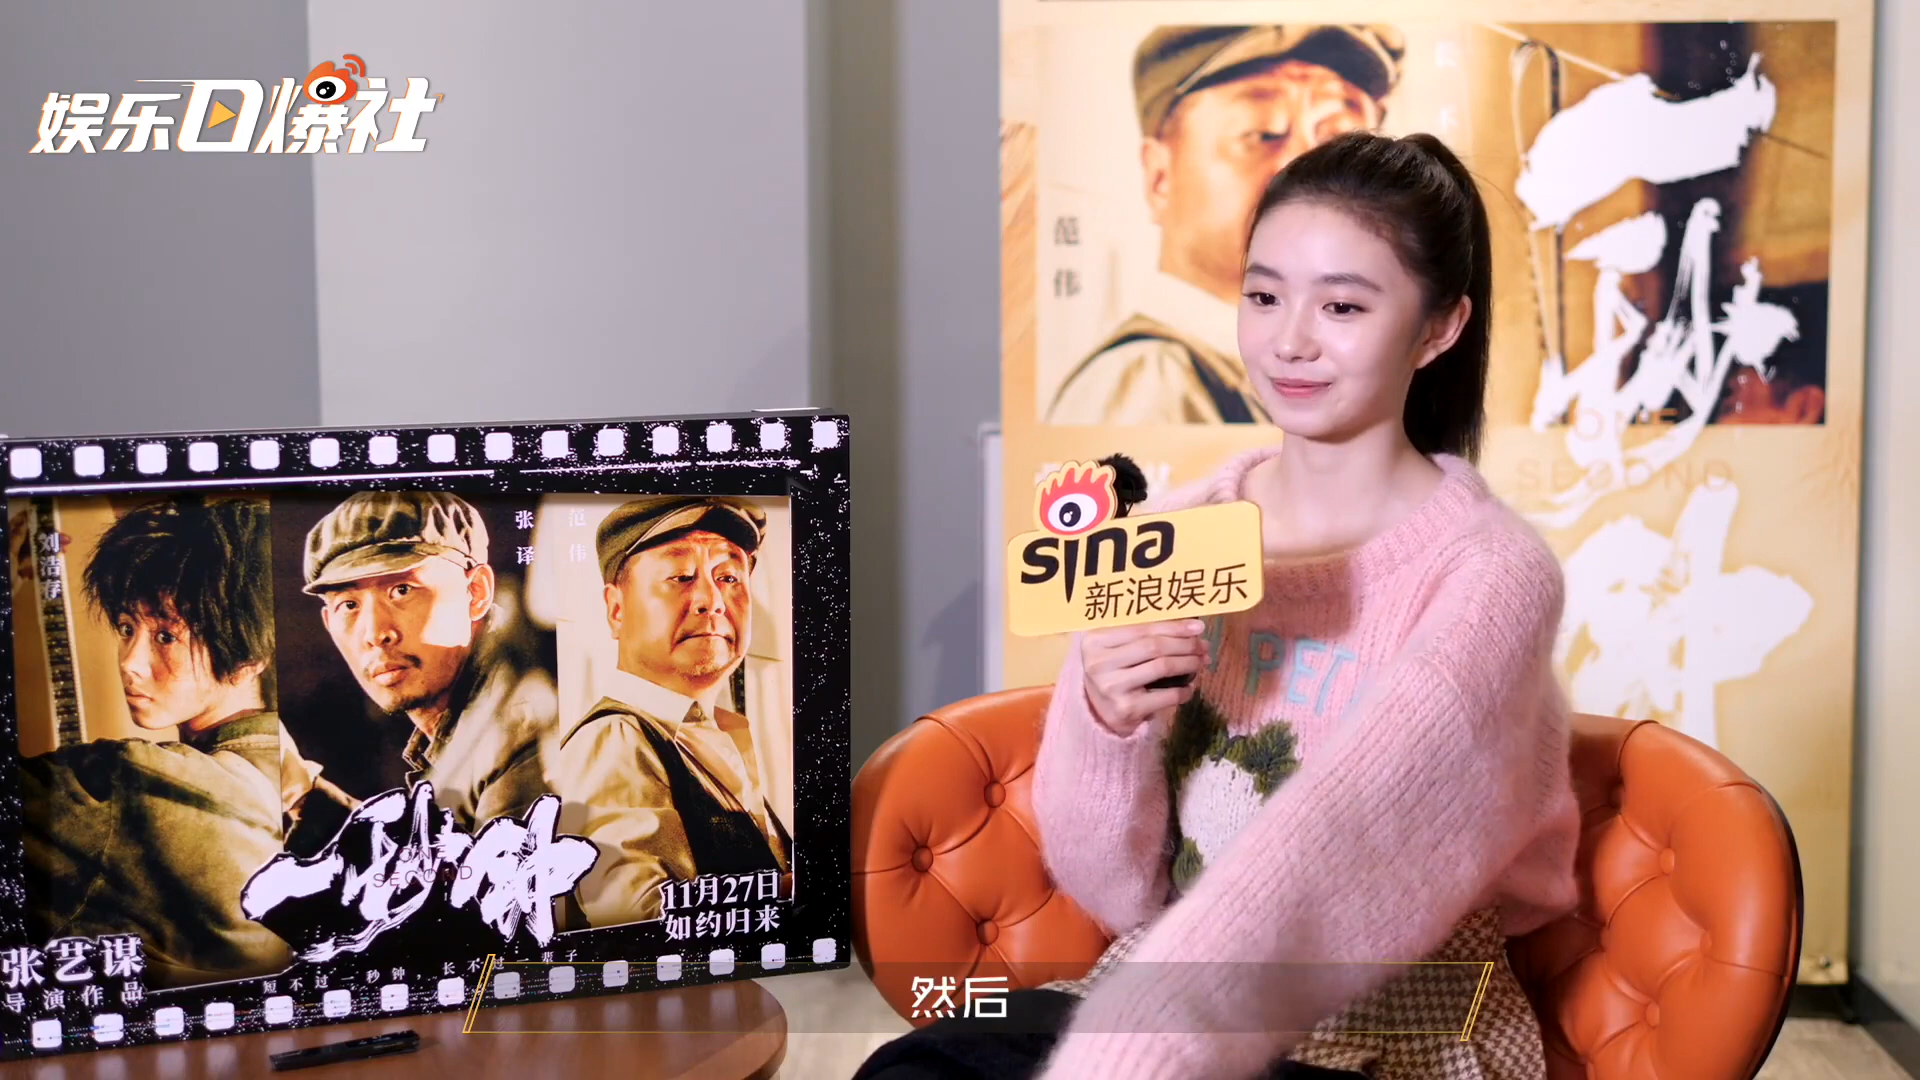 娱乐日爆社
范伟
一秒钟
ONE
SECOND
sina
新浪娱乐
PET
刘浩存
张译
范伟
一秒钟
SECOND
11月27日
如约归来
张艺谋
导演作品
短不过一秒钟，长不过一辈子
然后